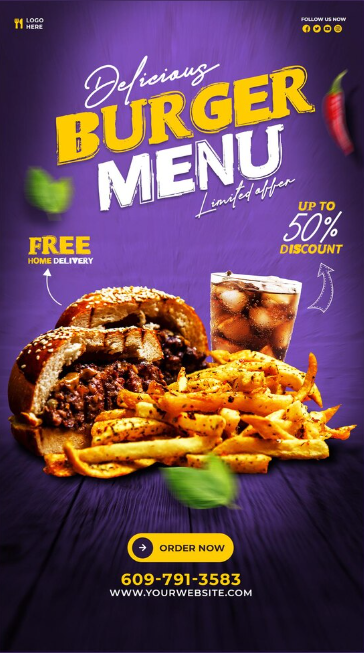 LOGO
HERE
FOLLOW US NOW
Delicious
BURGER
MENU
Limited offer
UP TO
50%
DISCOUNT
FREE
HOME DELIVERY
ORDER NOW
609-791-3583
WWW.YOURWEBSITE.COM